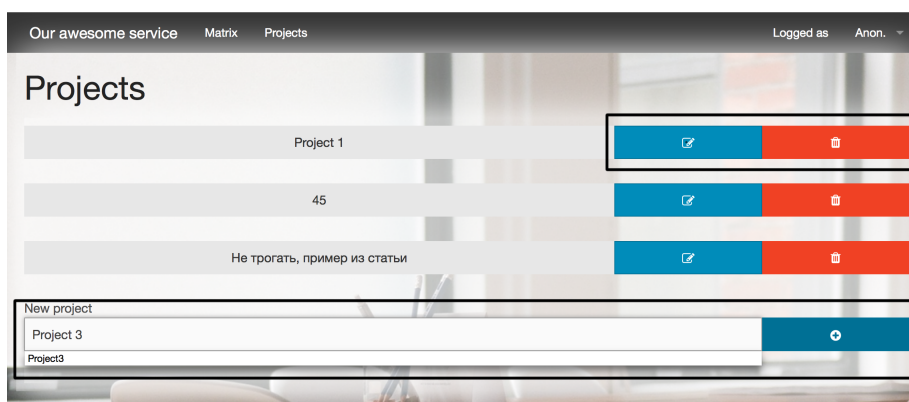 Our awesome service Matrix Projects Logged as Anon.
Projects
Project 1
45
Не трогать, пример из статьи
New project
Project 3
Project3